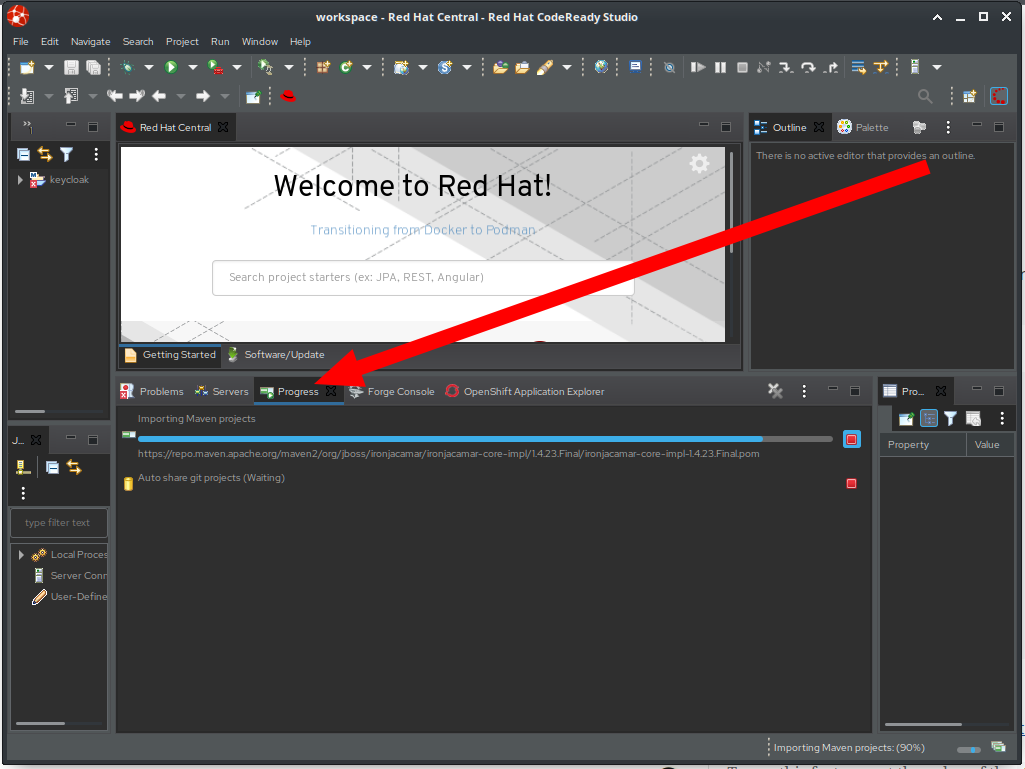 workspace - Red Hat Central - Red Hat CodeReady Studio
File Edit Navigate Search Project Run Window Help
Red Hat Central
Outline
Palette
keycloak
There is no active editor that provides an outline.
Welcome to Red Hat!
Transitioning from Docker to Podman
Search project starters (ex: JPA, REST, Angular)
Getting Started
Software/Update
Problems
Servers
Progress
Forge Console
OpenShift Application Explorer
Pro...
J...
Importing Maven projects
https://repo.maven.apache.org/maven2/org/jboss/ironjacamar/ironjacamar-core-impl/1.4.23.Final/ironjacamar-core-impl-1.4.23.Final.pom
Auto share git projects (Waiting)
Property
Value
type filter text
Local Proces
Server Conn
User-Define
Importing Maven projects: (90%)